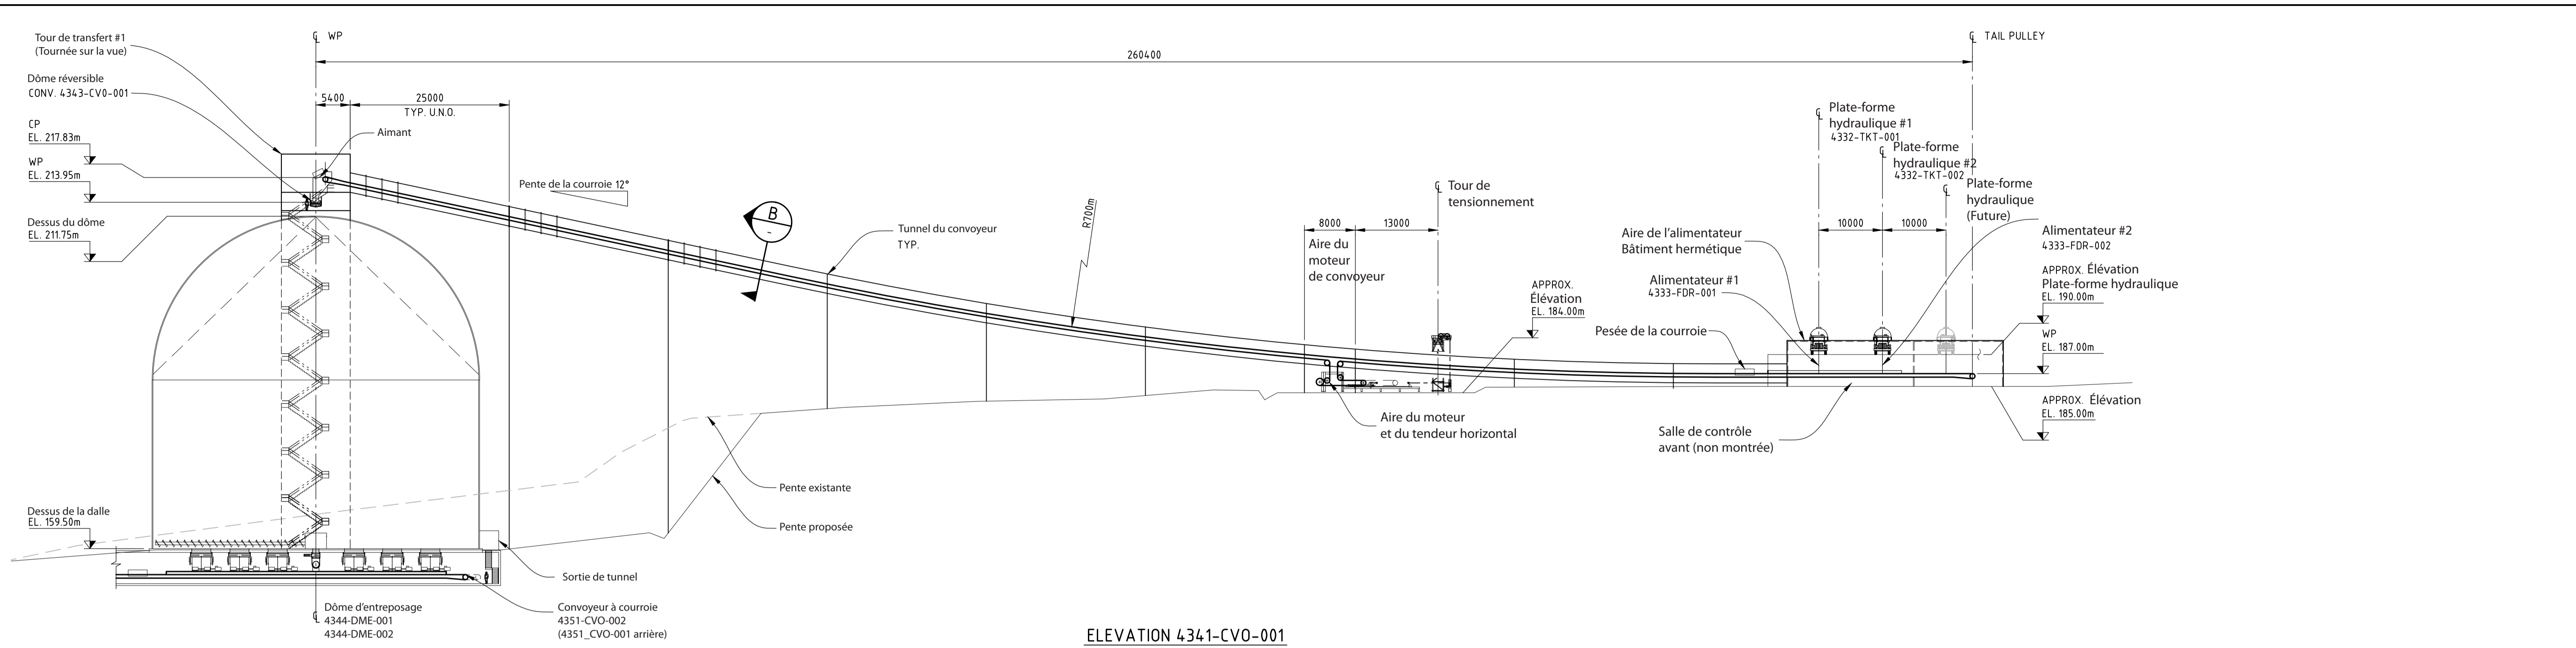 Tour de transfert #1
(Tournée sur la vue)
Dôme réversible
CONV. 4343-CVO-001
CP
EL. 217.83m
WP
EL. 213.95m
Dessus du dôme
EL. 211.75m
Dessus de la dalle
EL. 159.50m
℄ WP
260400
5400
25000
TYP. U.N.O.
Aimant
Pente de la courroie 12°
B
-
Tunnel du convoyeur
TYP.
R700m
Pente existante
Pente proposée
Sortie de tunnel
℄ Dôme d'entreposage
4344-DME-001
4344-DME-002
Convoyeur à courroie
4351-CVO-002
(4351_CVO-001 arrière)
8000
13000
Aire du
moteur
de convoyeur
℄ Tour de
tensionnement
APPROX.
Élévation
EL. 184.00m
Aire du moteur
et du tendeur horizontal
℄ TAIL PULLEY
℄ Plate-forme
hydraulique #1
4332-TKT-001
℄ Plate-forme
hydraulique #2
4332-TKT-002
℄ Plate-forme
hydraulique
(Future)
10000
10000
Aire de l'alimentateur
Bâtiment hermétique
Alimentateur #1
4333-FDR-001
Pesée de la courroie
Salle de contrôle
avant (non montrée)
Alimentateur #2
4333-FDR-002
APPROX. Élévation
Plate-forme hydraulique
EL. 190.00m
WP
EL. 187.00m
APPROX. Élévation
EL. 185.00m
ELEVATION 4341-CVO-001